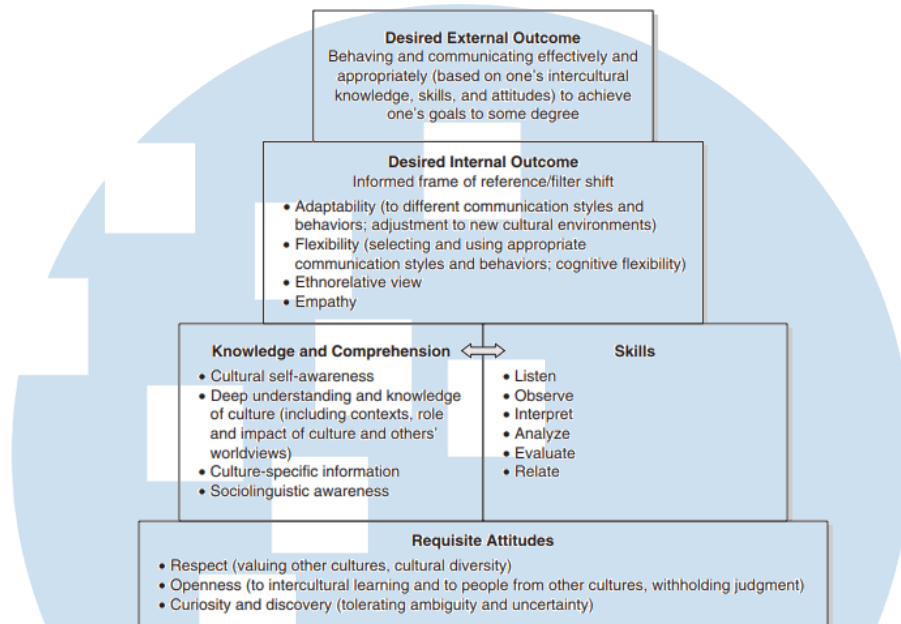 Desired External Outcome
Behaving and communicating effectively and
appropriately (based on one's intercultural
knowledge, skills, and attitudes) to achieve
one's goals to some degree
Desired Internal Outcome
Informed frame of reference/filter shift
• Adaptability (to different communication styles and
behaviors; adjustment to new cultural environments)
• Flexibility (selecting and using appropriate
communication styles and behaviors; cognitive flexibility)
• Ethnorelative view
• Empathy
Knowledge and Comprehension
• Cultural self-awareness
• Deep understanding and knowledge
of culture (including contexts, role
and impact of culture and others'
worldviews)
• Culture-specific information
• Sociolinguistic awareness
Skills
• Listen
• Observe
• Interpret
• Analyze
• Evaluate
• Relate
Requisite Attitudes
• Respect (valuing other cultures, cultural diversity)
• Openness (to intercultural learning and to people from other cultures, withholding judgment)
• Curiosity and discovery (tolerating ambiguity and uncertainty)